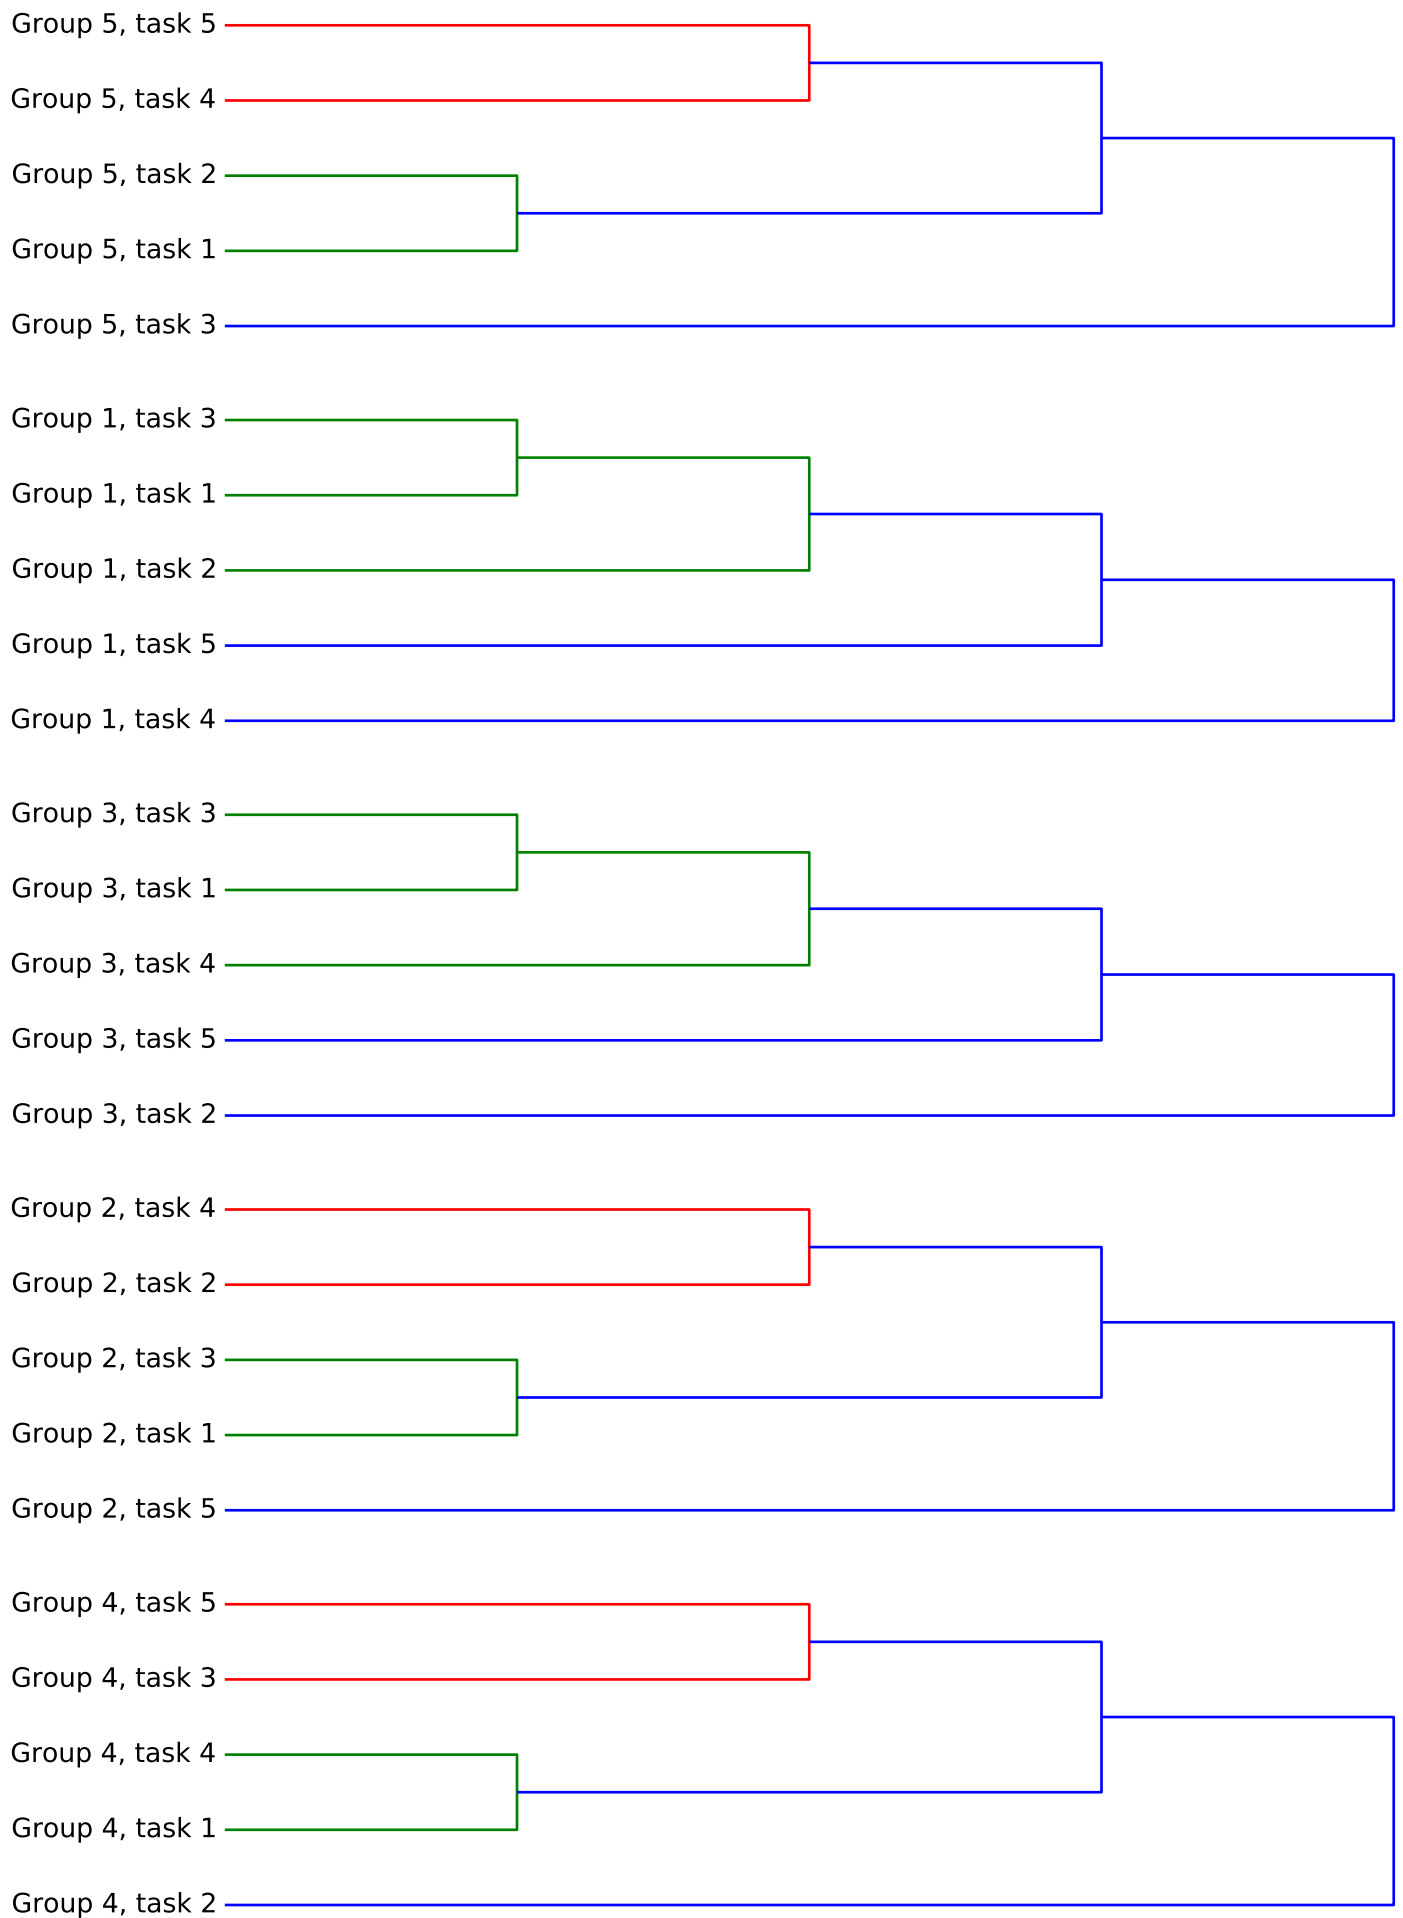 Group 5, task 5
Group 5, task 4
Group 5, task 2
Group 5, task 1
Group 5, task 3
Group 1, task 3
Group 1, task 1
Group 1, task 2
Group 1, task 5
Group 1, task 4
Group 3, task 3
Group 3, task 1
Group 3, task 4
Group 3, task 5
Group 3, task 2
Group 2, task 4
Group 2, task 2
Group 2, task 3
Group 2, task 1
Group 2, task 5
Group 4, task 5
Group 4, task 3
Group 4, task 4
Group 4, task 1
Group 4, task 2